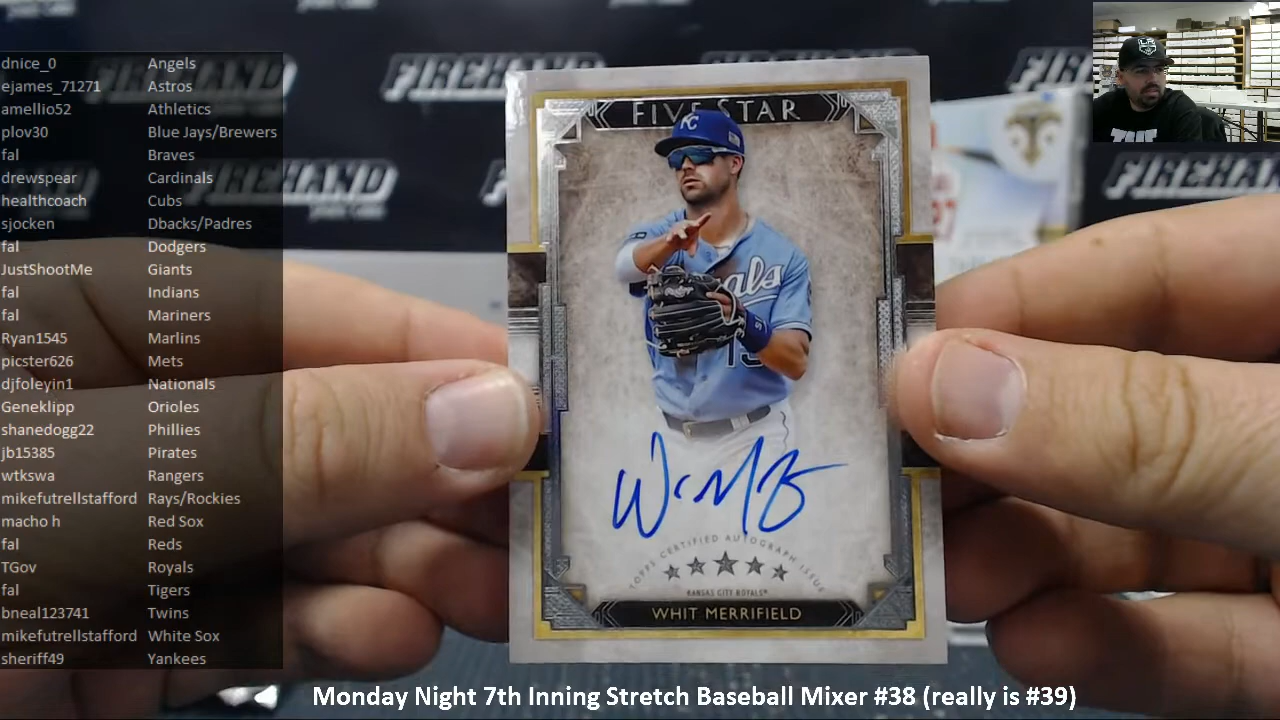 dnice_0 Angels
ejames_71271 Astros
amellio52 Athletics
plov30 Blue Jays/Brewers
fal Braves
drewspear Cardinals
healthcoach Cubs
sjocken Dbacks/Padres
fal Dodgers
JustShootMe Giants
fal Indians
fal Mariners
Ryan1545 Marlins
picster626 Mets
djfoleyin1 Nationals
Geneklipp Orioles
shanedogg22 Phillies
jb15385 Pirates
wtkswa Rangers
mikefutrellstafford Rays/Rockies
macho h Red Sox
fal Reds
TGov Royals
fal Tigers
bneal123741 Twins
mikefutrellstafford White Sox
sheriff49 Yankees
FIREHAND
FIREHAND
FIREHAND
FIREHAND
FIVE STAR
KC
TOPPS CERTIFIED AUTOGRAPH ISSUE
KANSAS CITY ROYALS®
WHIT MERRIFIELD
Monday Night 7th Inning Stretch Baseball Mixer #38 (really is #39)